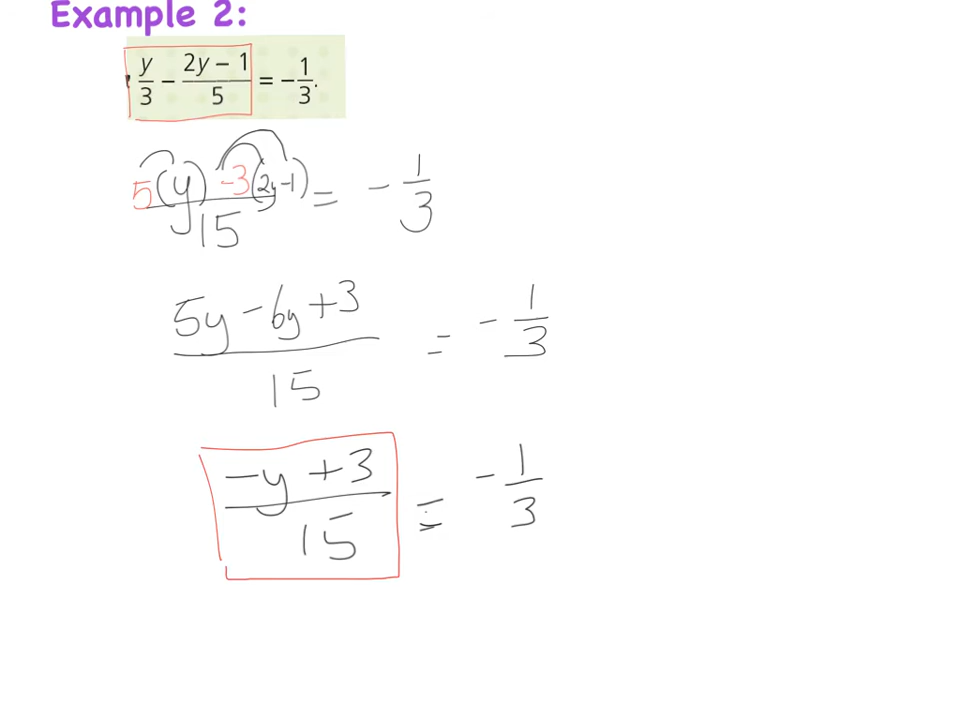 Example 2:
y/3 − (2y − 1)/5 = −1/3.
(5(y) -3(2y-1))/15 = -1/3
(5y - 6y + 3)/15 = -1/3
(-y + 3)/15 = -1/3